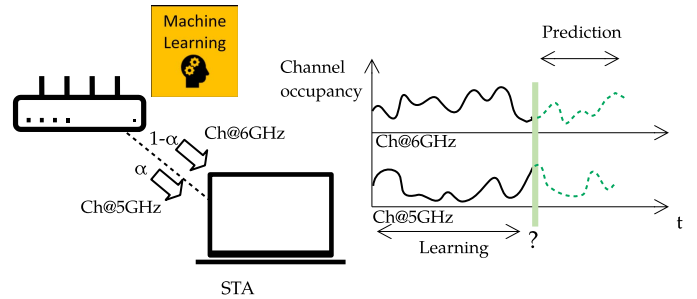 Machine
Learning
Ch@6GHz
1-α
α
Ch@5GHz
STA
Prediction
Channel
occupancy
Ch@6GHz
Ch@5GHz
t
Learning
?